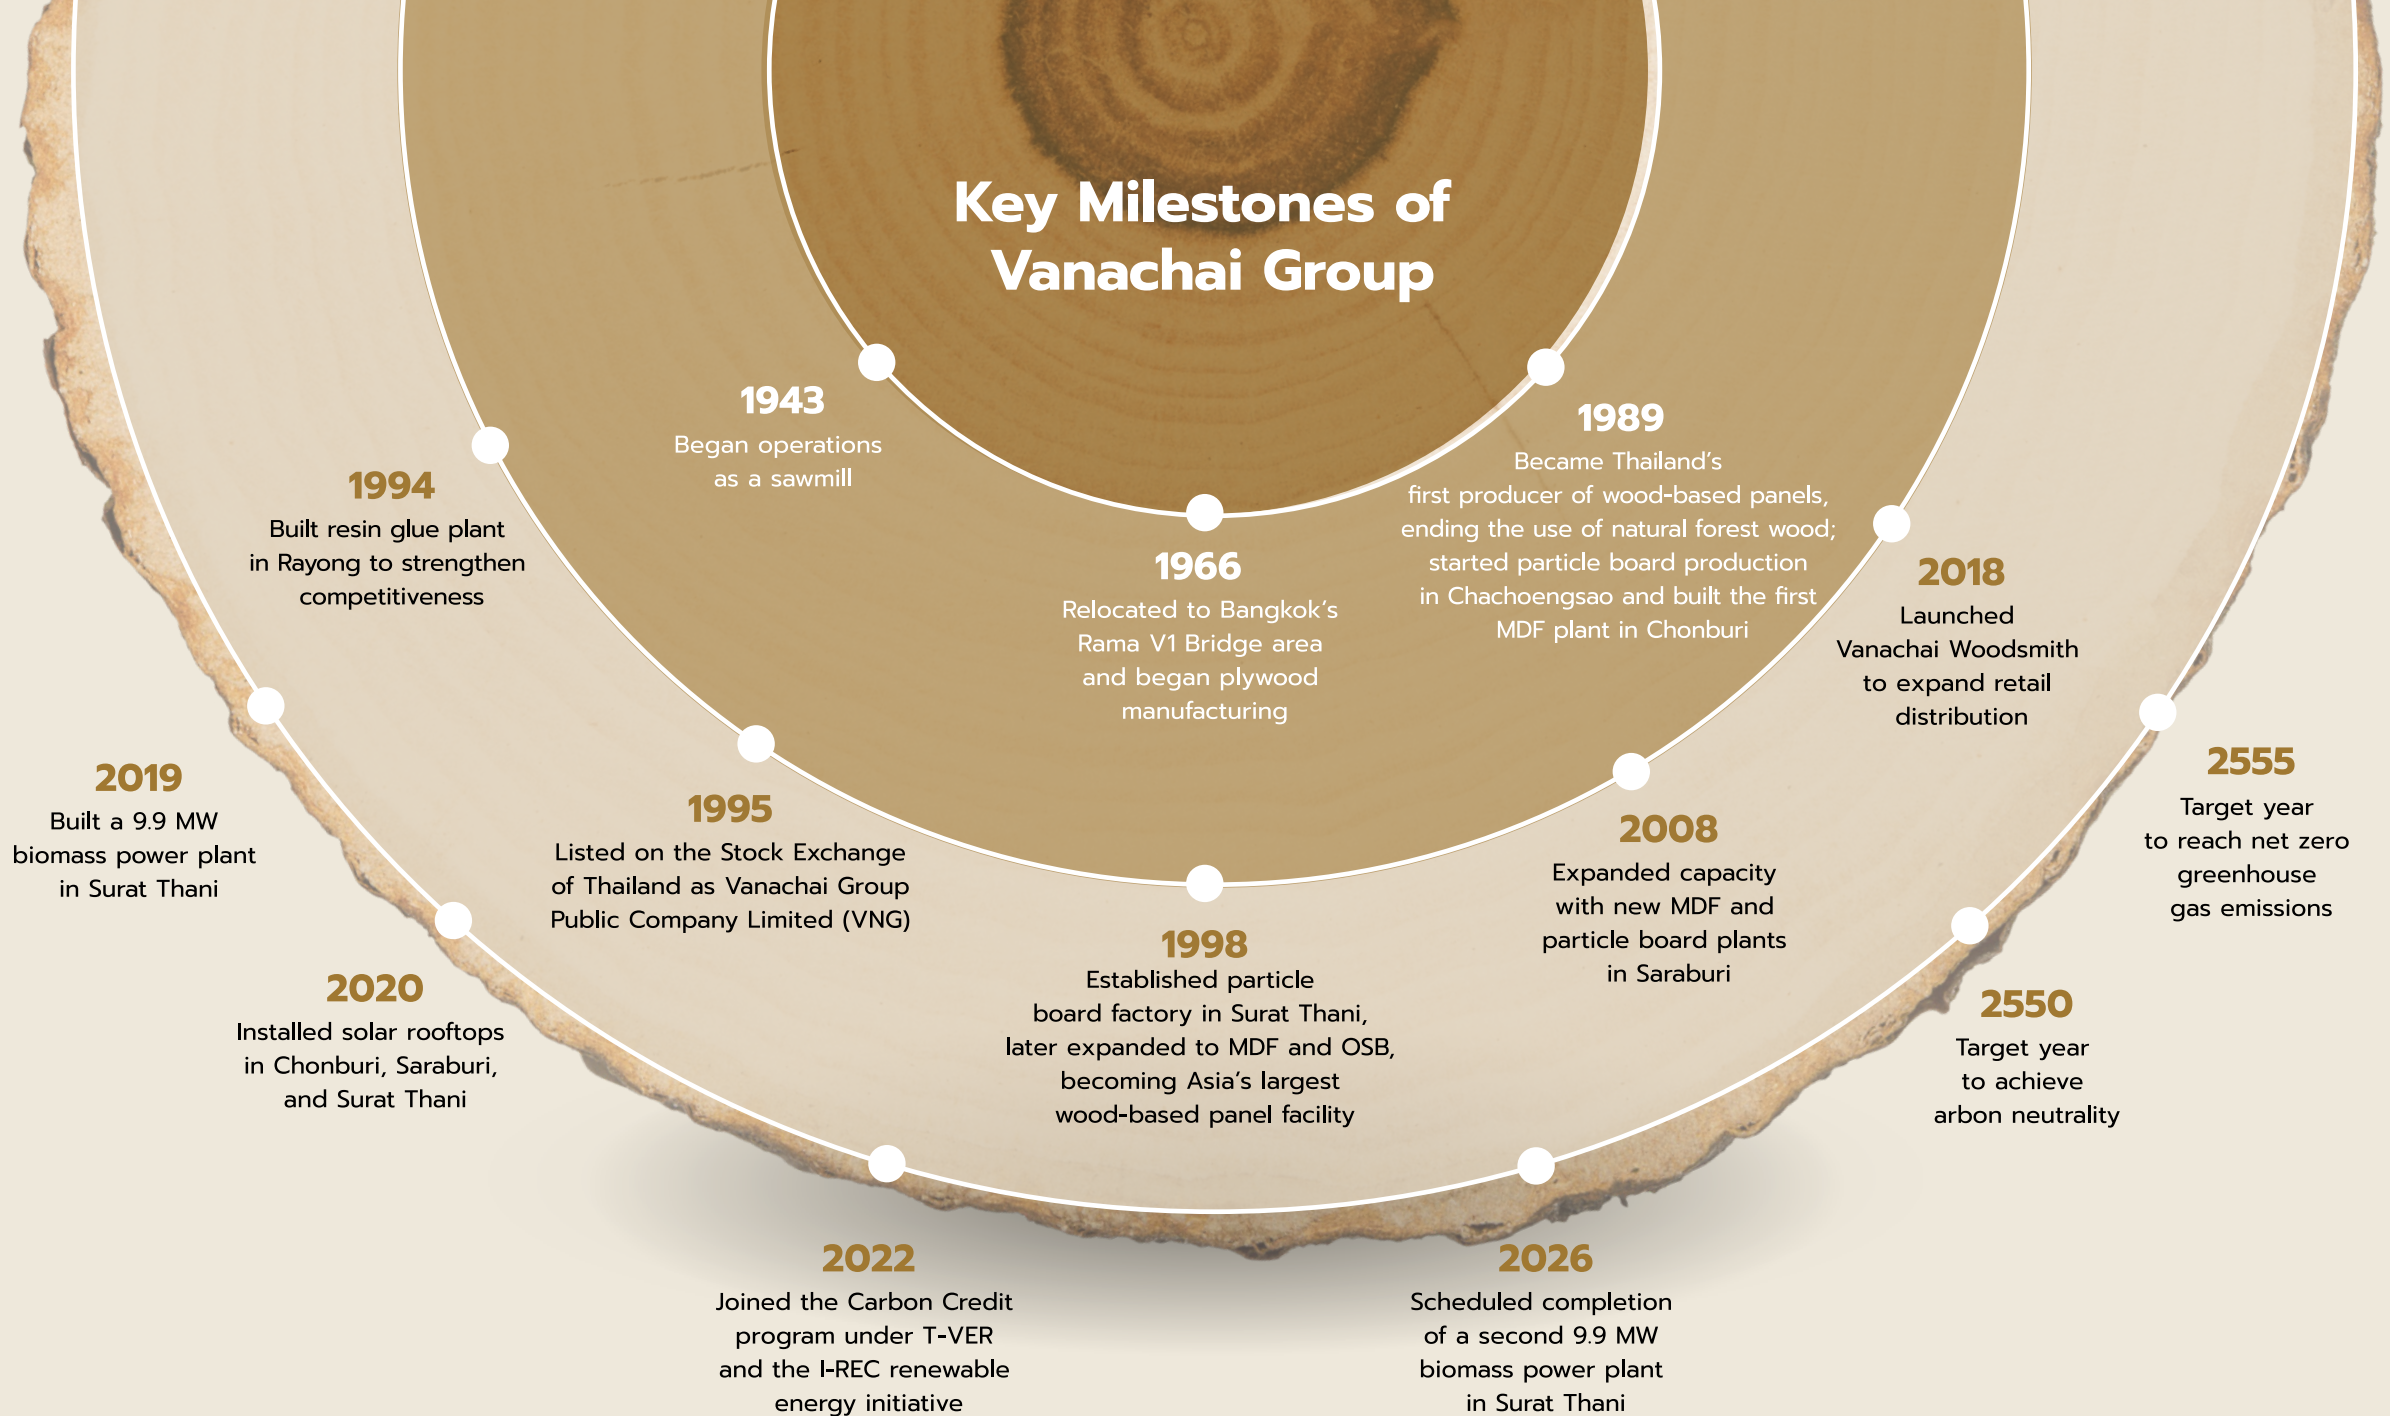 Key Milestones of
Vanachai Group
1943
Began operations
as a sawmill
1966
Relocated to Bangkok's
Rama V1 Bridge area
and began plywood
manufacturing
1989
Became Thailand's
first producer of wood-based panels,
ending the use of natural forest wood;
started particle board production
in Chachoengsao and built the first
MDF plant in Chonburi
1994
Built resin glue plant
in Rayong to strengthen
competitiveness
1995
Listed on the Stock Exchange
of Thailand as Vanachai Group
Public Company Limited (VNG)
1998
Established particle
board factory in Surat Thani,
later expanded to MDF and OSB,
becoming Asia's largest
wood-based panel facility
2008
Expanded capacity
with new MDF and
particle board plants
in Saraburi
2018
Launched
Vanachai Woodsmith
to expand retail
distribution
2019
Built a 9.9 MW
biomass power plant
in Surat Thani
2020
Installed solar rooftops
in Chonburi, Saraburi,
and Surat Thani
2022
Joined the Carbon Credit
program under T-VER
and the I-REC renewable
energy initiative
2026
Scheduled completion
of a second 9.9 MW
biomass power plant
in Surat Thani
2550
Target year
to achieve
arbon neutrality
2555
Target year
to reach net zero
greenhouse
gas emissions